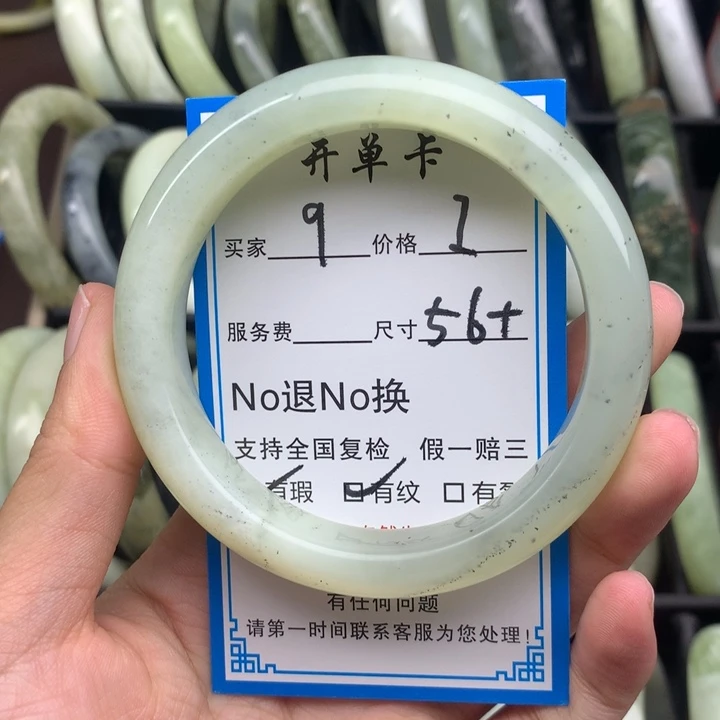 开单卡
买家 9 价格 1
服务费 尺寸 56+
No退No换
支持全国复检 假一赔三
有瑕 有纹 有
有任何问题
请第一时间联系客服为您处理!